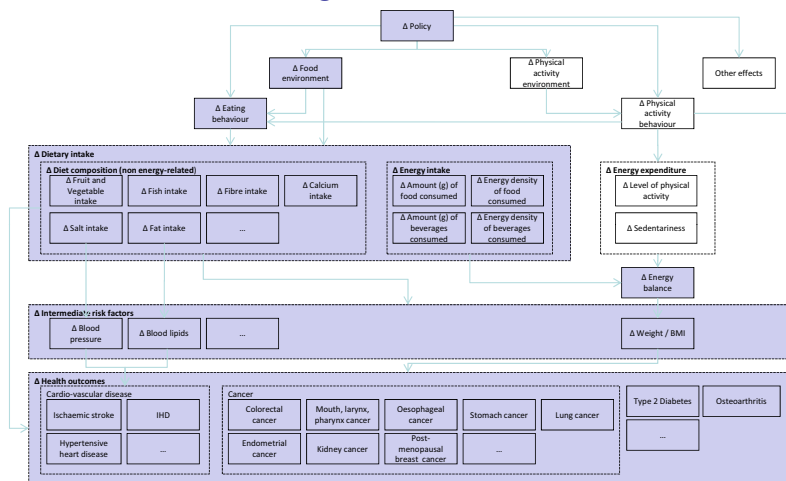 Δ Policy
Δ Food
environment
Δ Physical
activity
environment
Other effects
Δ Eating
behaviour
Δ Physical
activity
behaviour
Δ Dietary intake
Δ Diet composition (non energy-related)
Δ Fruit and
Vegetable
intake
Δ Fish intake
Δ Fibre intake
Δ Calcium
intake
Δ Salt intake
Δ Fat intake
...
Δ Energy intake
Δ Amount (g) of
food consumed
Δ Energy density
of food
consumed
Δ Amount (g) of
beverages
consumed
Δ Energy density
of beverages
consumed
Δ Energy expenditure
Δ Level of physical
activity
Δ Sedentariness
Δ Energy
balance
Δ Intermediate risk factors
Δ Blood
pressure
Δ Blood lipids
...
Δ Weight / BMI
Δ Health outcomes
Cardio-vascular disease
Ischaemic stroke
IHD
Hypertensive
heart disease
...
Cancer
Colorectal
cancer
Mouth, larynx,
pharynx cancer
Oesophageal
cancer
Stomach cancer
Lung cancer
Endometrial
cancer
Kidney cancer
Post-
menopausal
breast cancer
...
Type 2 Diabetes
Osteoarthritis
...